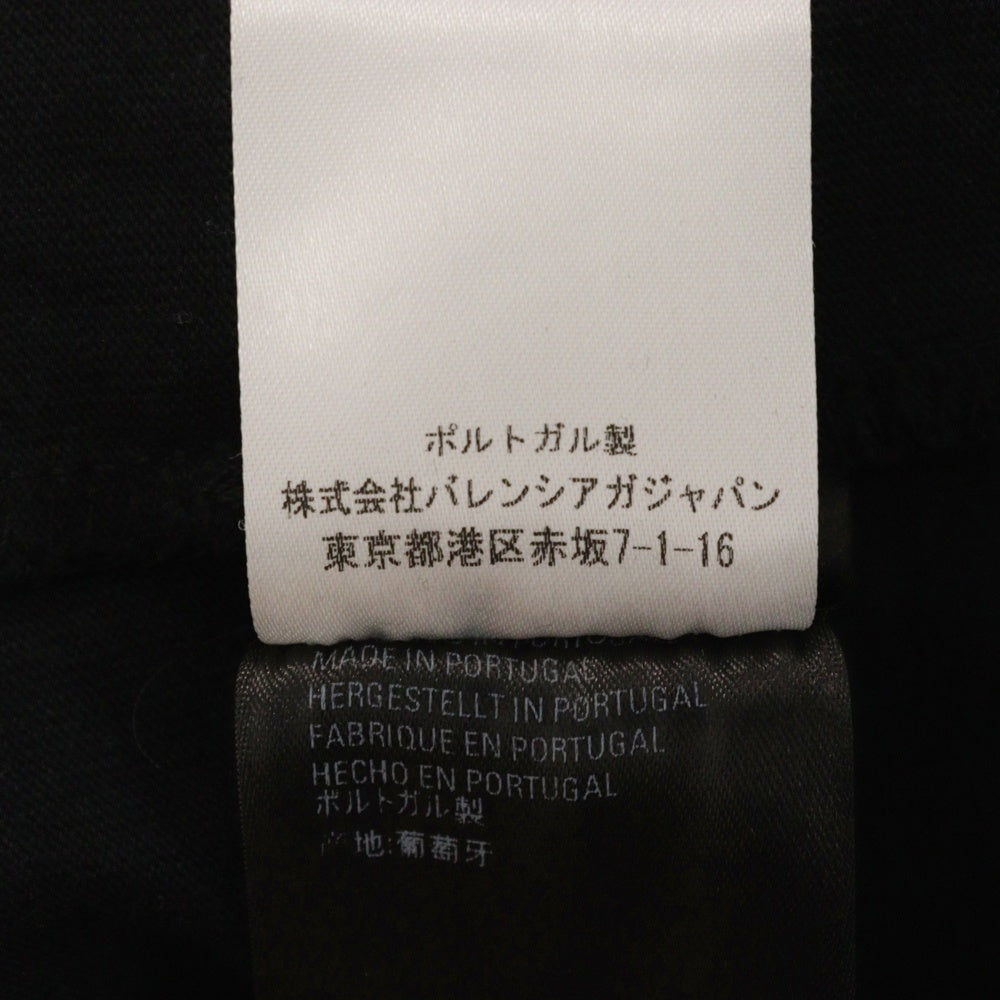 ポルトガル製
株式会社バレンシアガジャパン
東京都港区赤坂7-1-16
MADE IN PORTUGAL
HERGESTELLT IN PORTUGAL
FABRIQUE EN PORTUGAL
HECHO EN PORTUGAL
ポルトガル製
地:葡萄牙